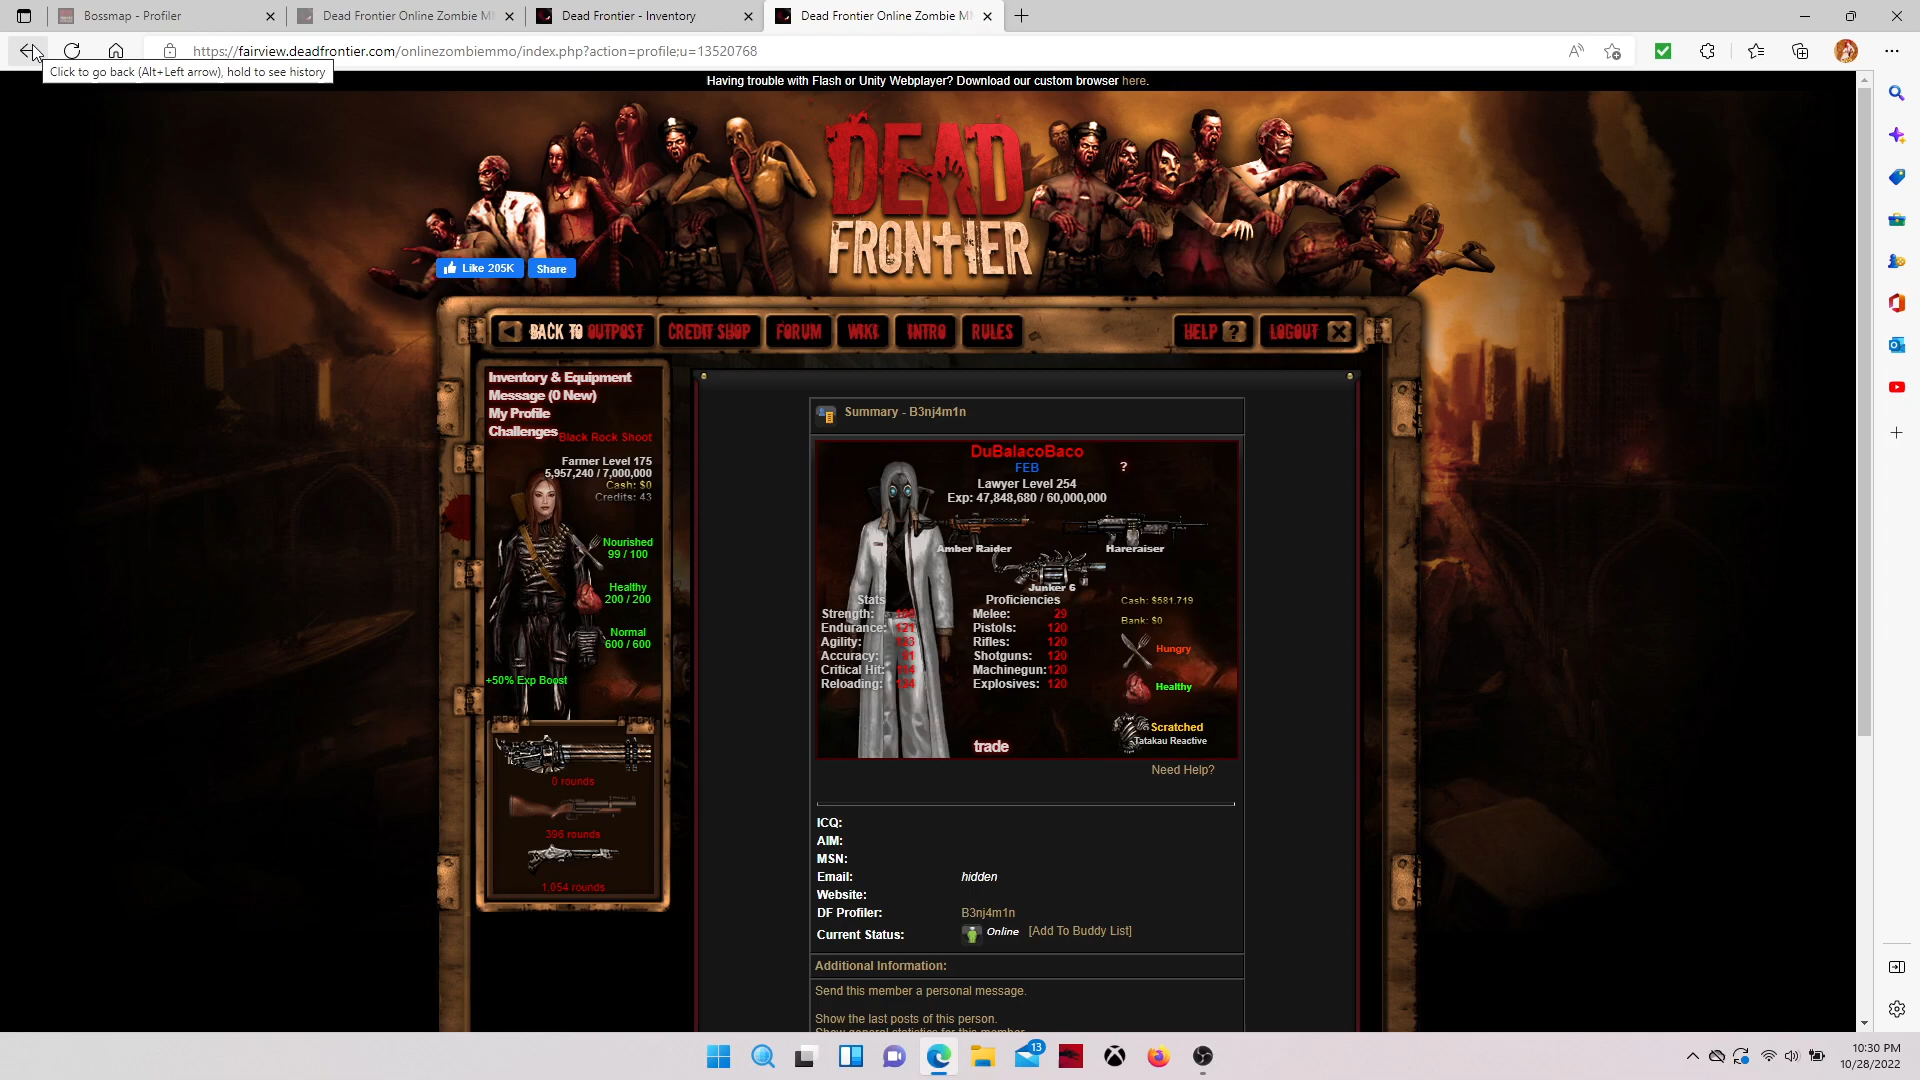 Bossmap - Profiler
Dead Frontier Online Zombie MM
Dead Frontier - Inventory
Dead Frontier Online Zombie MM
https://fairview.deadfrontier.com/onlinezombiemmo/index.php?action=profile;u=13520768
Click to go back (Alt+Left arrow), hold to see history
Having trouble with Flash or Unity Webplayer? Download our custom browser here.
DEAD
FRONTIER
Like 205K
Share
BACK TO OUTPOST
CREDIT SHOP
FORUM
WIKI
INTRO
RULES
HELP ?
LOGOUT X
Inventory & Equipment
Message (0 New)
My Profile
Challenges
Black Rock Shoot
Farmer Level 175
5,957,240 / 7,000,000
Cash: $0
Credits: 43
Nourished
99 / 100
Healthy
200 / 200
Normal
600 / 600
+50% Exp Boost
0 rounds
396 rounds
1,054 rounds
Summary - B3nj4m1n
DuBalacoBaco
FEB
?
Lawyer Level 254
Exp: 47,848,680 / 60,000,000
Amber Raider
Hareraiser
Junker 6
Stats
Strength:
Endurance: 121
Agility:
Accuracy:
Critical Hit:
Reloading:
Proficiencies
Melee: 29
Pistols: 120
Rifles: 120
Shotguns: 120
Machinegun: 120
Explosives: 120
Cash: $581,719
Bank: $0
Hungry
Healthy
Scratched
Tatakau Reactive
trade
Need Help?
ICQ:
AIM:
MSN:
Email: hidden
Website:
DF Profiler: B3nj4m1n
Current Status: Online [Add To Buddy List]
Additional Information:
Send this member a personal message.
Show the last posts of this person.
Show general statistics for this member.
13
10:30 PM
10/28/2022